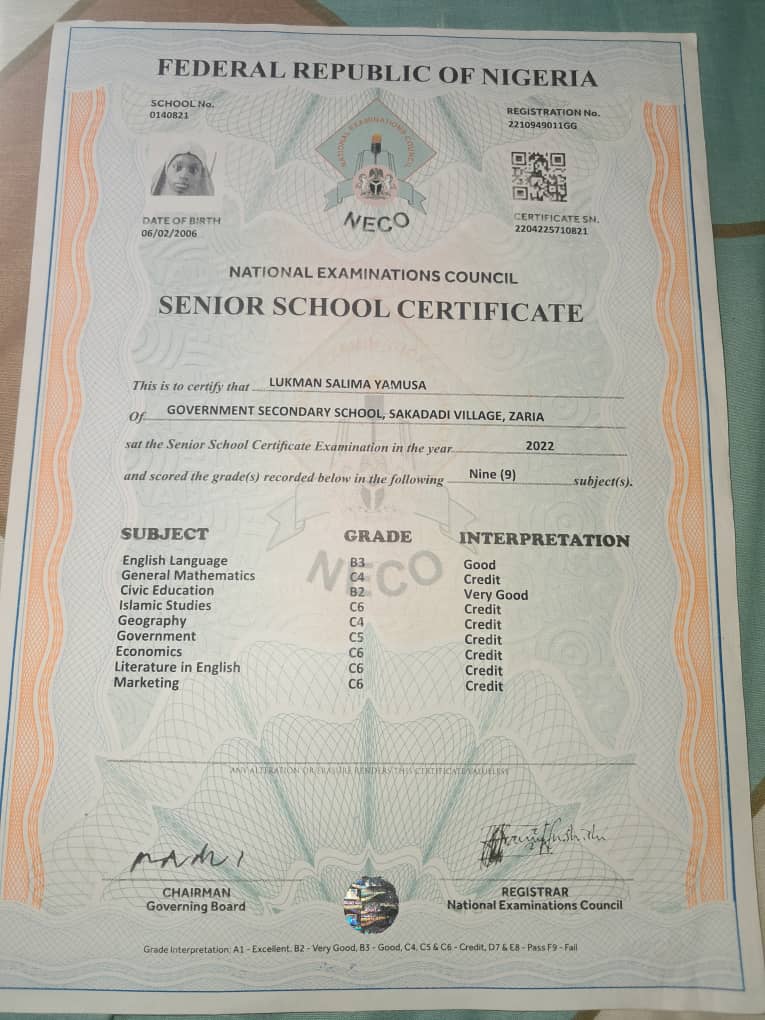 FEDERAL REPUBLIC OF NIGERIA
SCHOOL No.
0140821
REGISTRATION No.
2210949011GG
NATIONAL EXAMINATIONS COUNCIL
NECO
DATE OF BIRTH
06/02/2006
CERTIFICATE SN.
2204225710821
NATIONAL EXAMINATIONS COUNCIL
SENIOR SCHOOL CERTIFICATE
This is to certify that LUKMAN SALIMA YAMUSA
Of GOVERNMENT SECONDARY SCHOOL, SAKADADI VILLAGE, ZARIA
sat the Senior School Certificate Examination in the year 2022
and scored the grade(s) recorded below in the following Nine (9) subject(s).
SUBJECT GRADE INTERPRETATION
English Language B3 Good
General Mathematics C4 Credit
Civic Education B2 Very Good
Islamic Studies C6 Credit
Geography C4 Credit
Government C5 Credit
Economics C6 Credit
Literature in English C6 Credit
Marketing C6 Credit
NECO
ANY ALTERATION OR ERASURE RENDERS THIS CERTIFICATE VALUELESS
CHAIRMAN
Governing Board
REGISTRAR
National Examinations Council
Grade Interpretation: A1 - Excellent, B2 - Very Good, B3 - Good, C4, C5 & C6 - Credit, D7 & E8 - Pass F9 - Fail